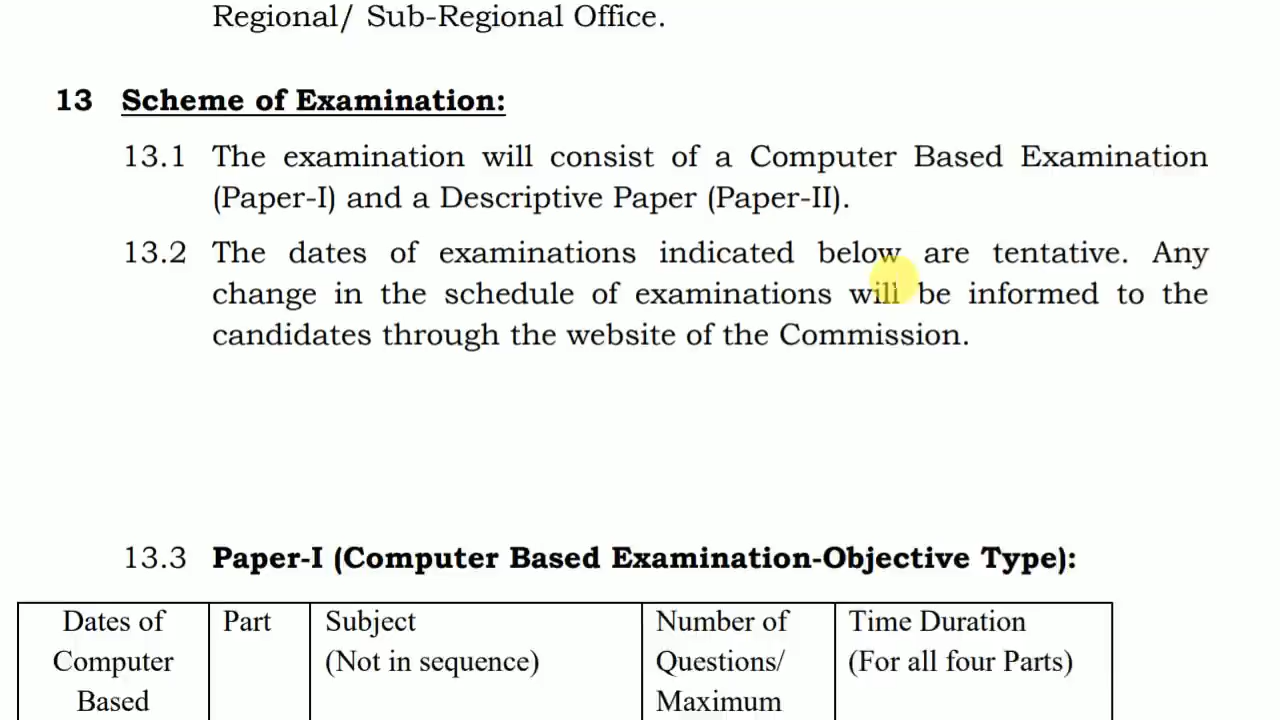 Regional/ Sub-Regional Office.
13 Scheme of Examination:
13.1 The examination will consist of a Computer Based Examination
(Paper-I) and a Descriptive Paper (Paper-II).
13.2 The dates of examinations indicated below are tentative. Any
change in the schedule of examinations will be informed to the
candidates through the website of the Commission.
13.3 Paper-I (Computer Based Examination-Objective Type):
Dates of Part Subject Number of Time Duration
Computer (Not in sequence) Questions/ (For all four Parts)
Based Maximum